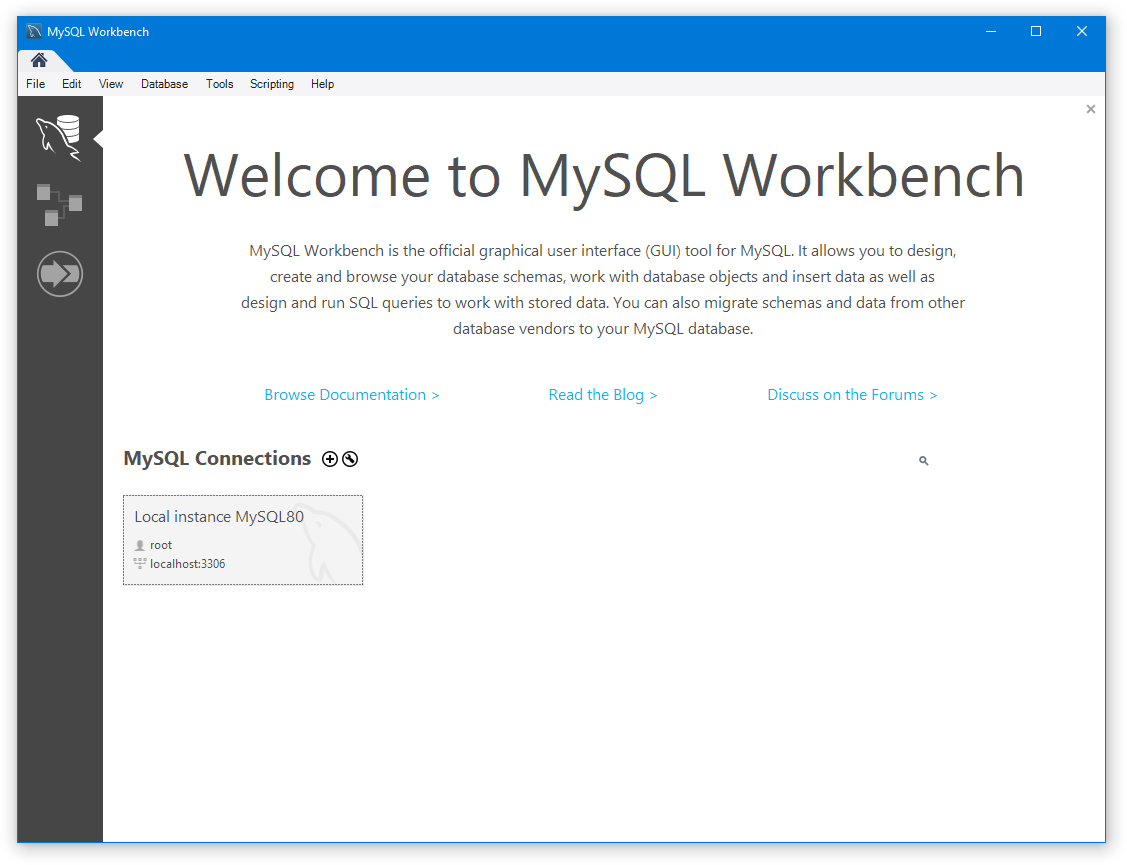 MySQL Workbench
File Edit View Database Tools Scripting Help
Welcome to MySQL Workbench
MySQL Workbench is the official graphical user interface (GUI) tool for MySQL. It allows you to design,
create and browse your database schemas, work with database objects and insert data as well as
design and run SQL queries to work with stored data. You can also migrate schemas and data from other
database vendors to your MySQL database.
Browse Documentation > Read the Blog > Discuss on the Forums >
MySQL Connections
Local instance MySQL80
root
localhost:3306